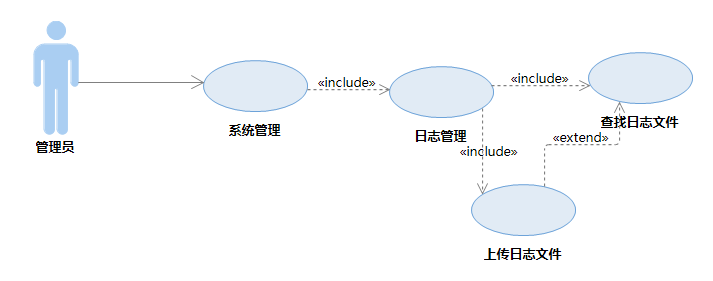 管理员
系统管理
«include»
日志管理
«include»
查找日志文件
«include»
«extend»
上传日志文件